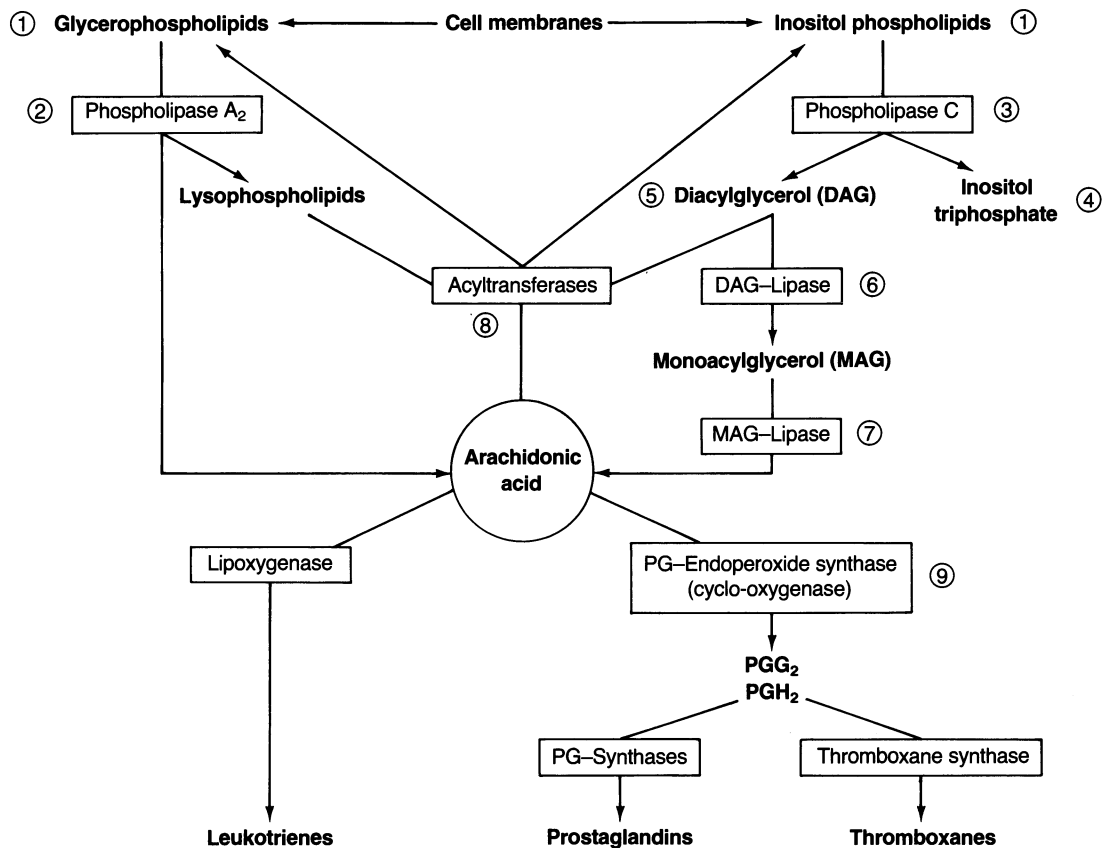 ① Glycerophospholipids Cell membranes Inositol phospholipids ①
② Phospholipase A₂ Phospholipase C ③
Lysophospholipids ⑤ Diacylglycerol (DAG) Inositol
triphosphate ④
Acyltransferases DAG–Lipase ⑥
⑧
Monoacylglycerol (MAG)
MAG–Lipase ⑦
Arachidonic
acid
Lipoxygenase PG–Endoperoxide synthase
(cyclo-oxygenase) ⑨
PGG₂
PGH₂
PG–Synthases Thromboxane synthase
Leukotrienes Prostaglandins Thromboxanes